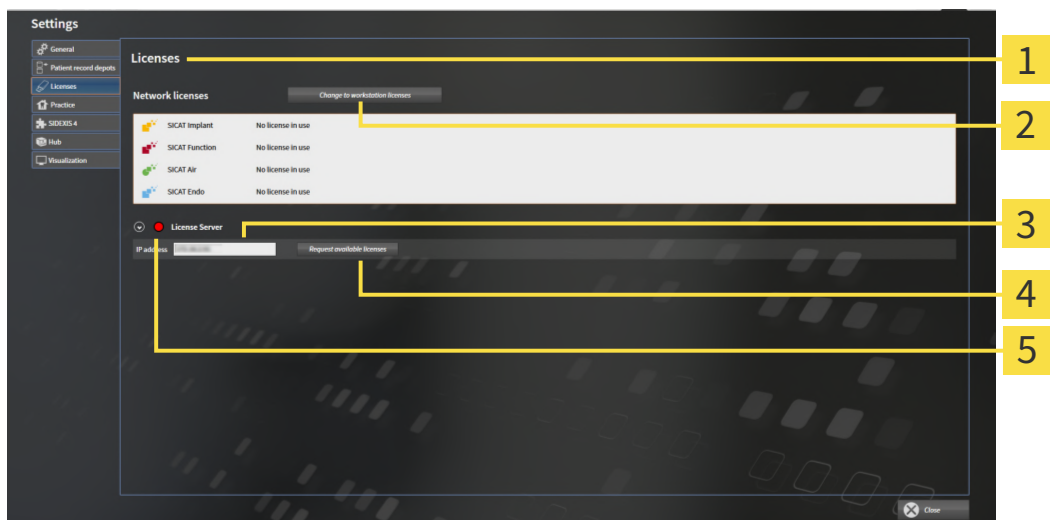 Settings
General
Patient record depots
Licenses
Practice
SIDEXIS 4
Hub
Visualization
Licenses
1
Network licenses
Change to workstation licenses
2
SICAT Implant No license in use
SICAT Function No license in use
SICAT Air No license in use
SICAT Endo No license in use
License Server
3
IP address
Request available licenses
4
5
Close